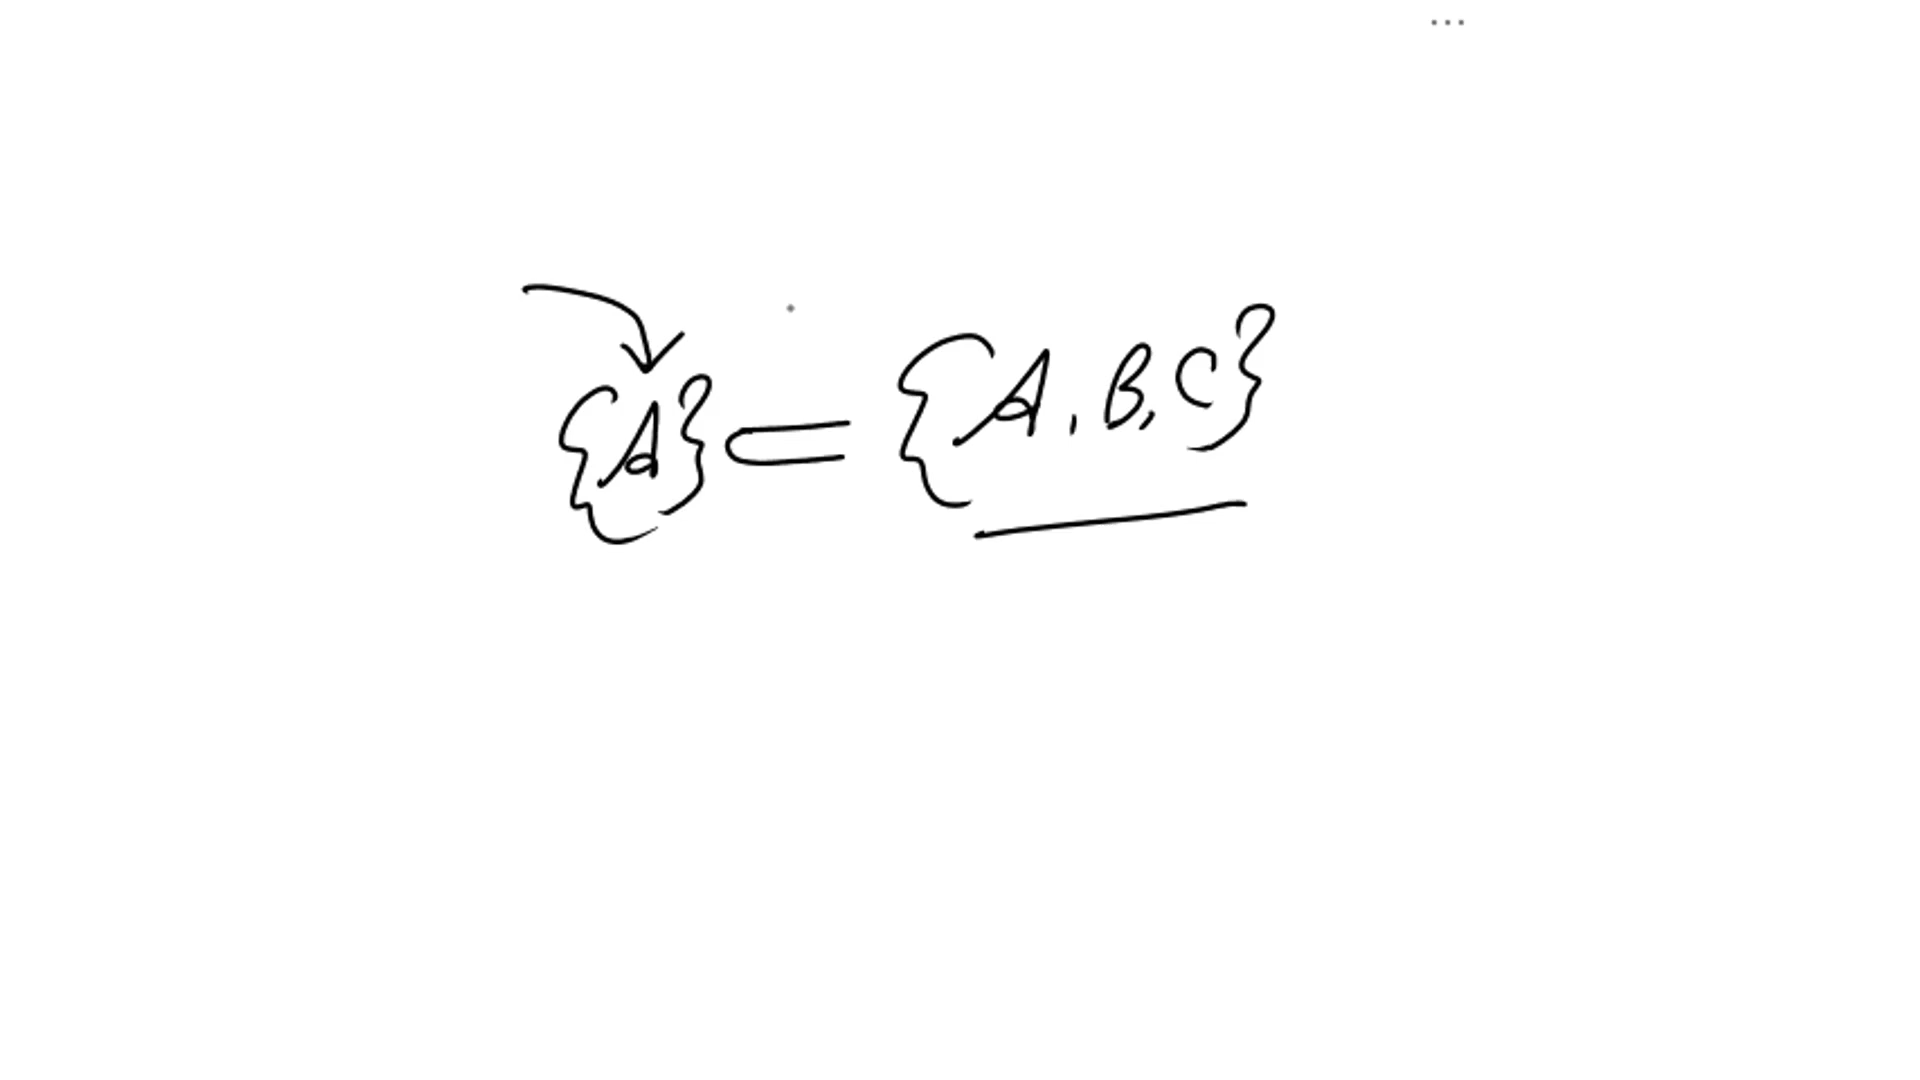 {A} ⊂ {A, B, C}